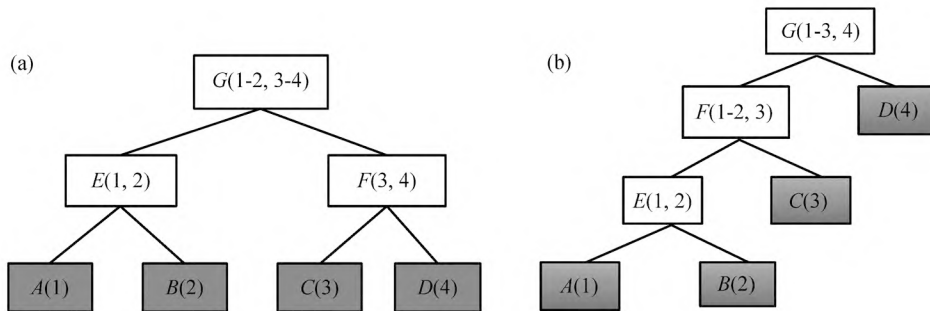 (a)
G(1-2, 3-4)
E(1, 2)
F(3, 4)
A(1)
B(2)
C(3)
D(4)
(b)
G(1-3, 4)
F(1-2, 3)
D(4)
E(1, 2)
C(3)
A(1)
B(2)